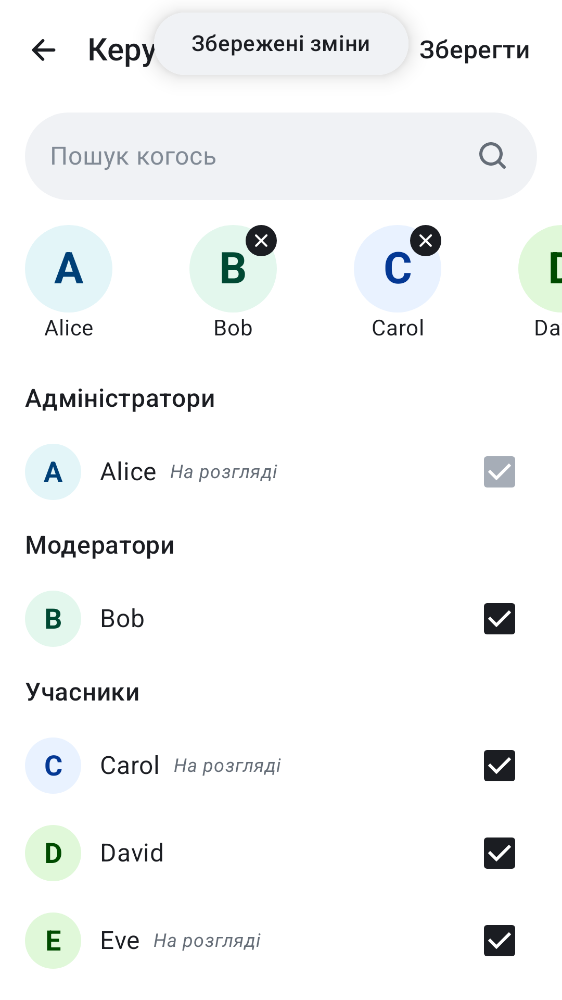 Керу
Збережені зміни
Зберегти
Пошук когось
A
B
C
Alice
Bob
Carol
Da
Адміністратори
A
Alice На розгляді
Модератори
B
Bob
Учасники
C
Carol На розгляді
D
David
E
Eve На розгляді